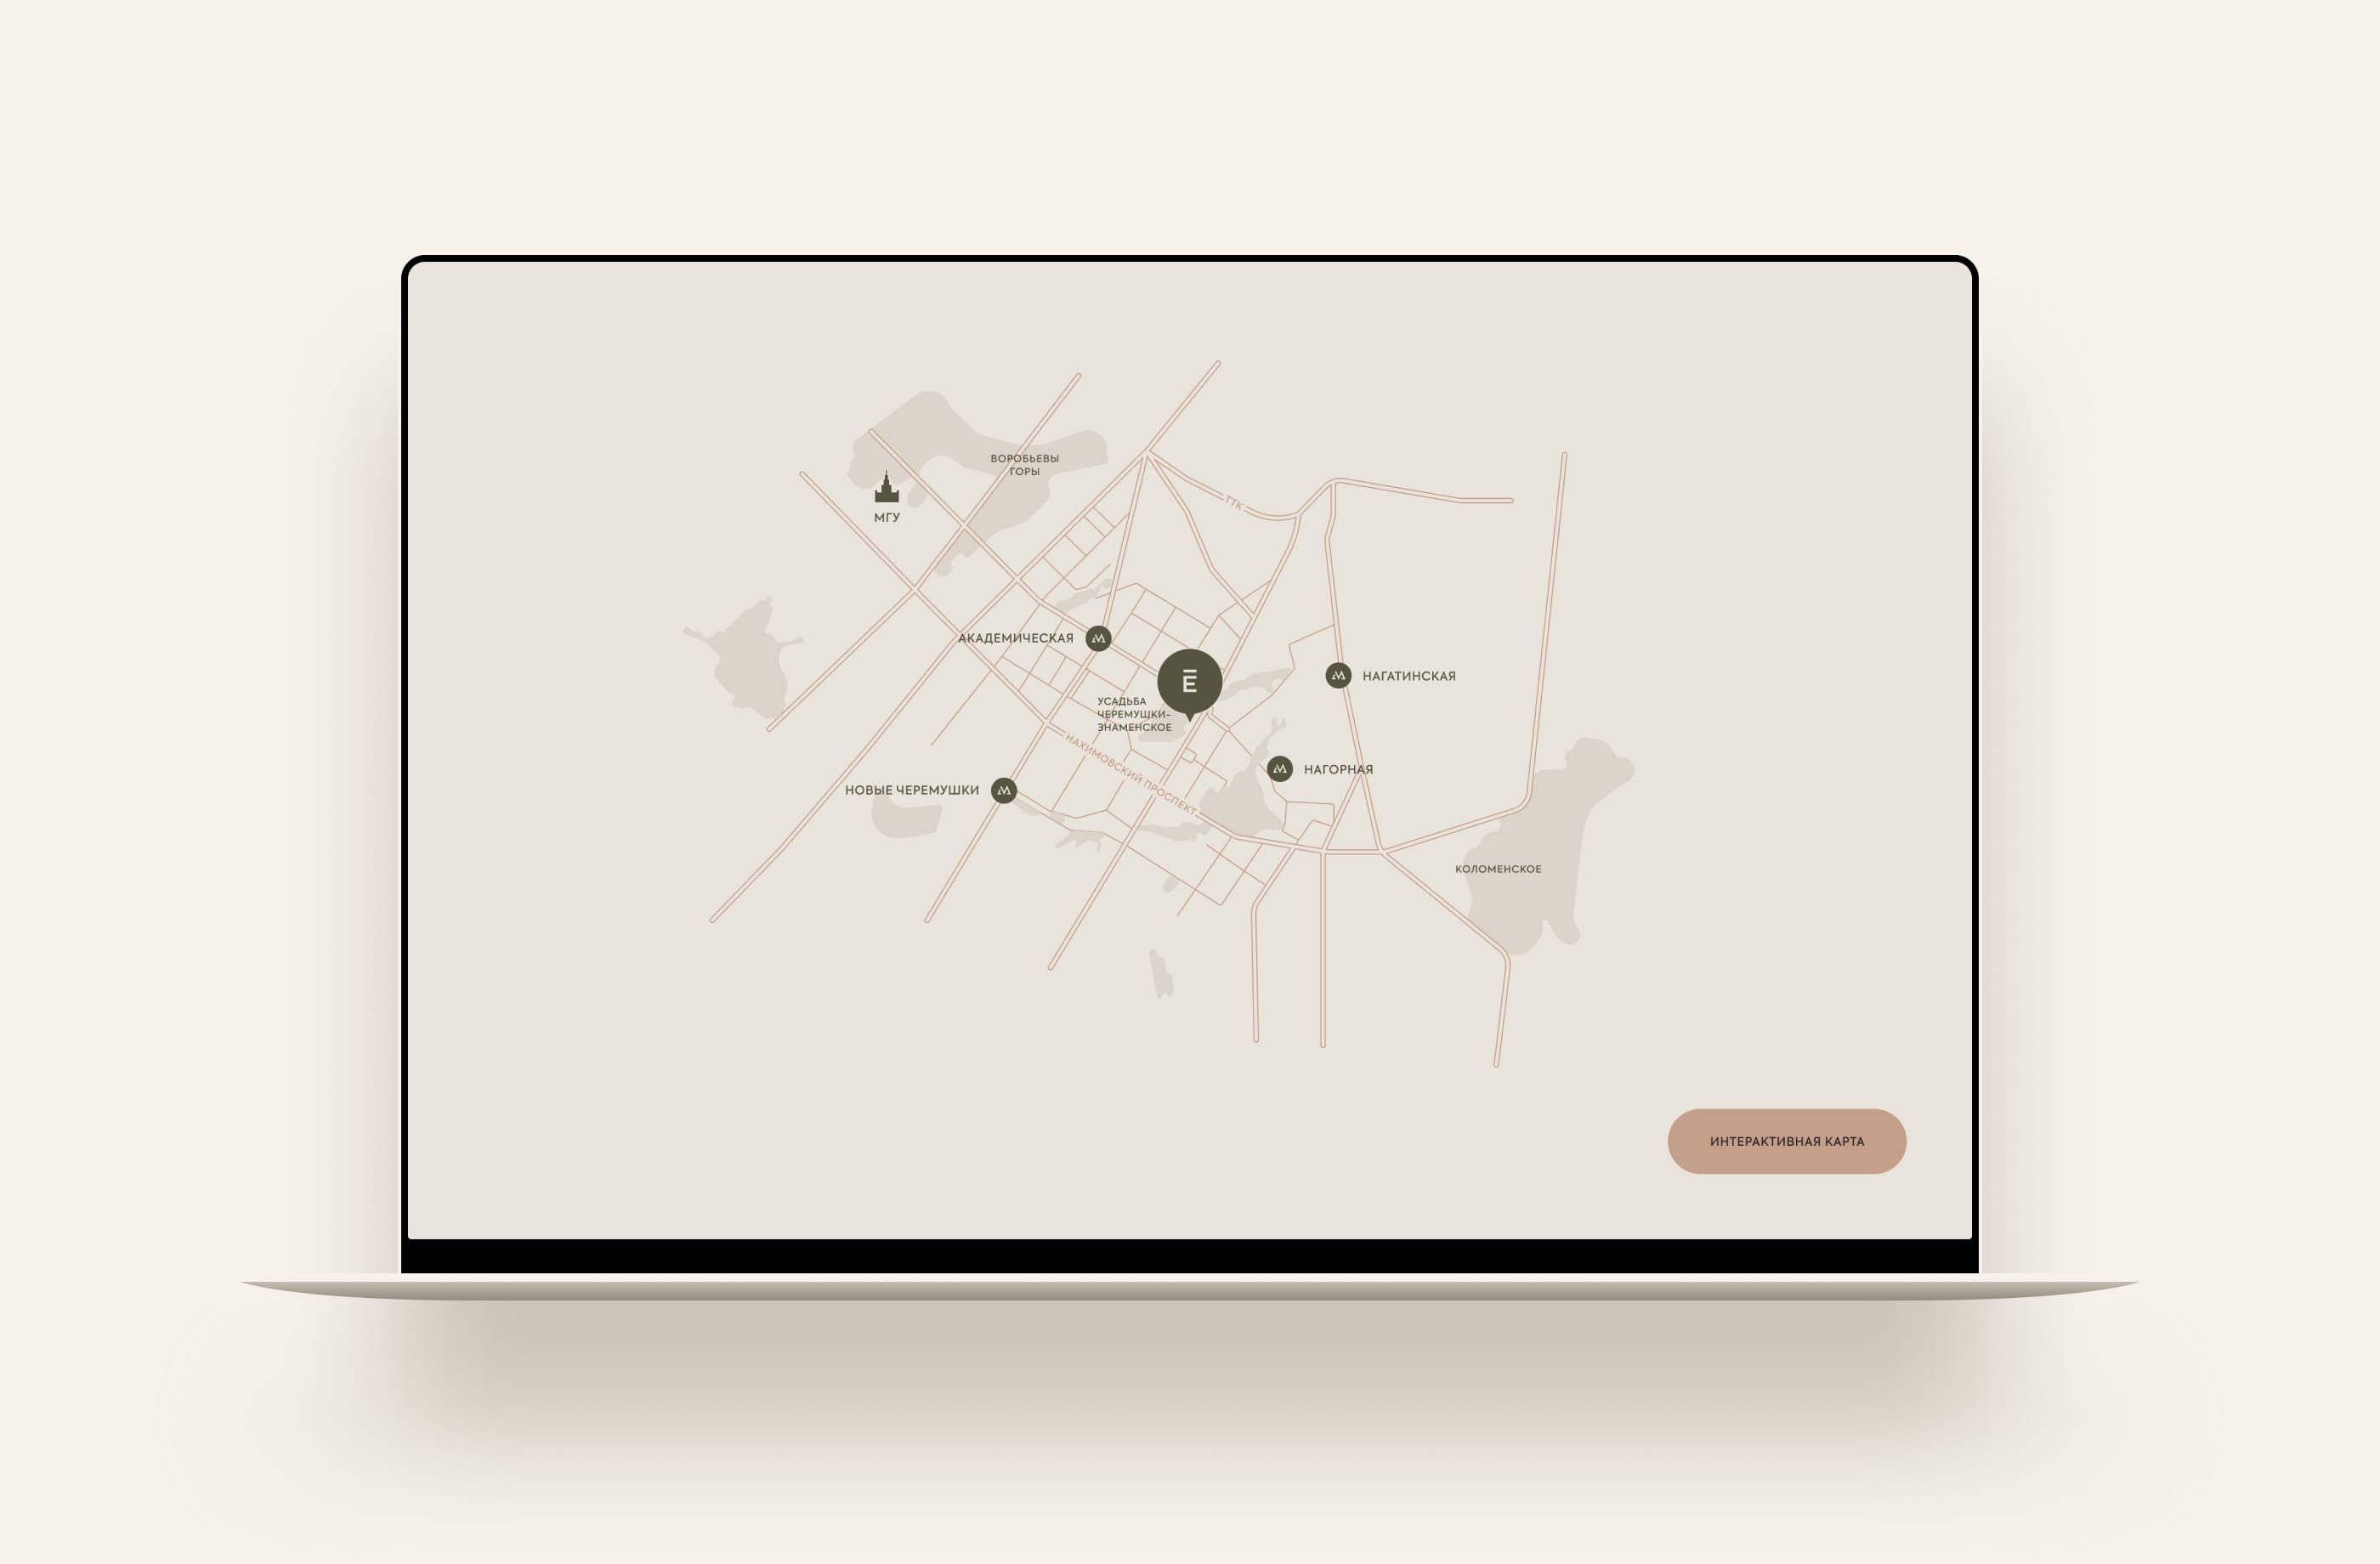 ВОРОБЬЕВЫ
ГОРЫ
ТТК
МГУ
АКАДЕМИЧЕСКАЯ
Ē
НАГАТИНСКАЯ
УСАДЬБА
ЧЕРЕМУШКИ-
ЗНАМЕНСКОЕ
НАХИМОВСКИЙ ПРОСПЕКТ
НАГОРНАЯ
НОВЫЕ ЧЕРЕМУШКИ
КОЛОМЕНСКОЕ
ИНТЕРАКТИВНАЯ КАРТА